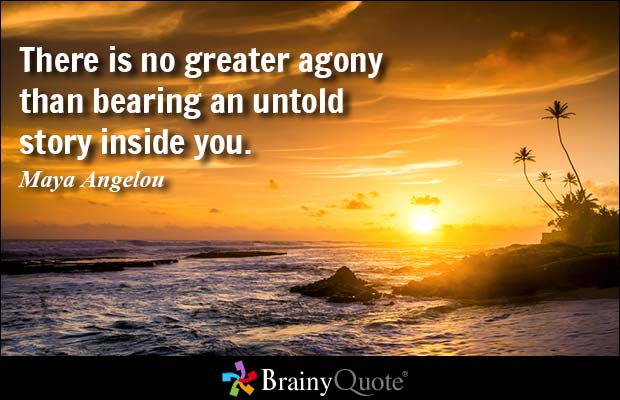 There is no greater agony
than bearing an untold
story inside you.
Maya Angelou
BrainyQuote®